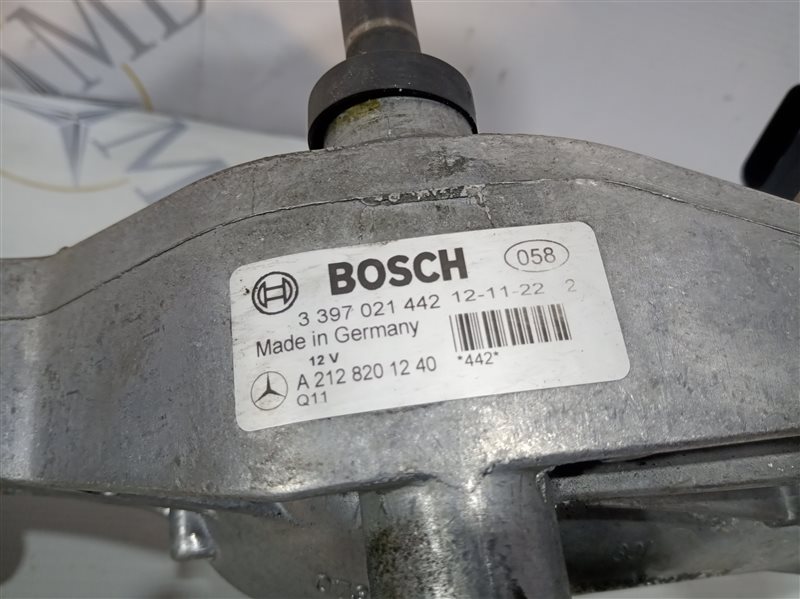 BOSCH 058
3 397 021 442 12-11-22 2
Made in Germany
12 V
*442*
A 212 820 12 40
Q11